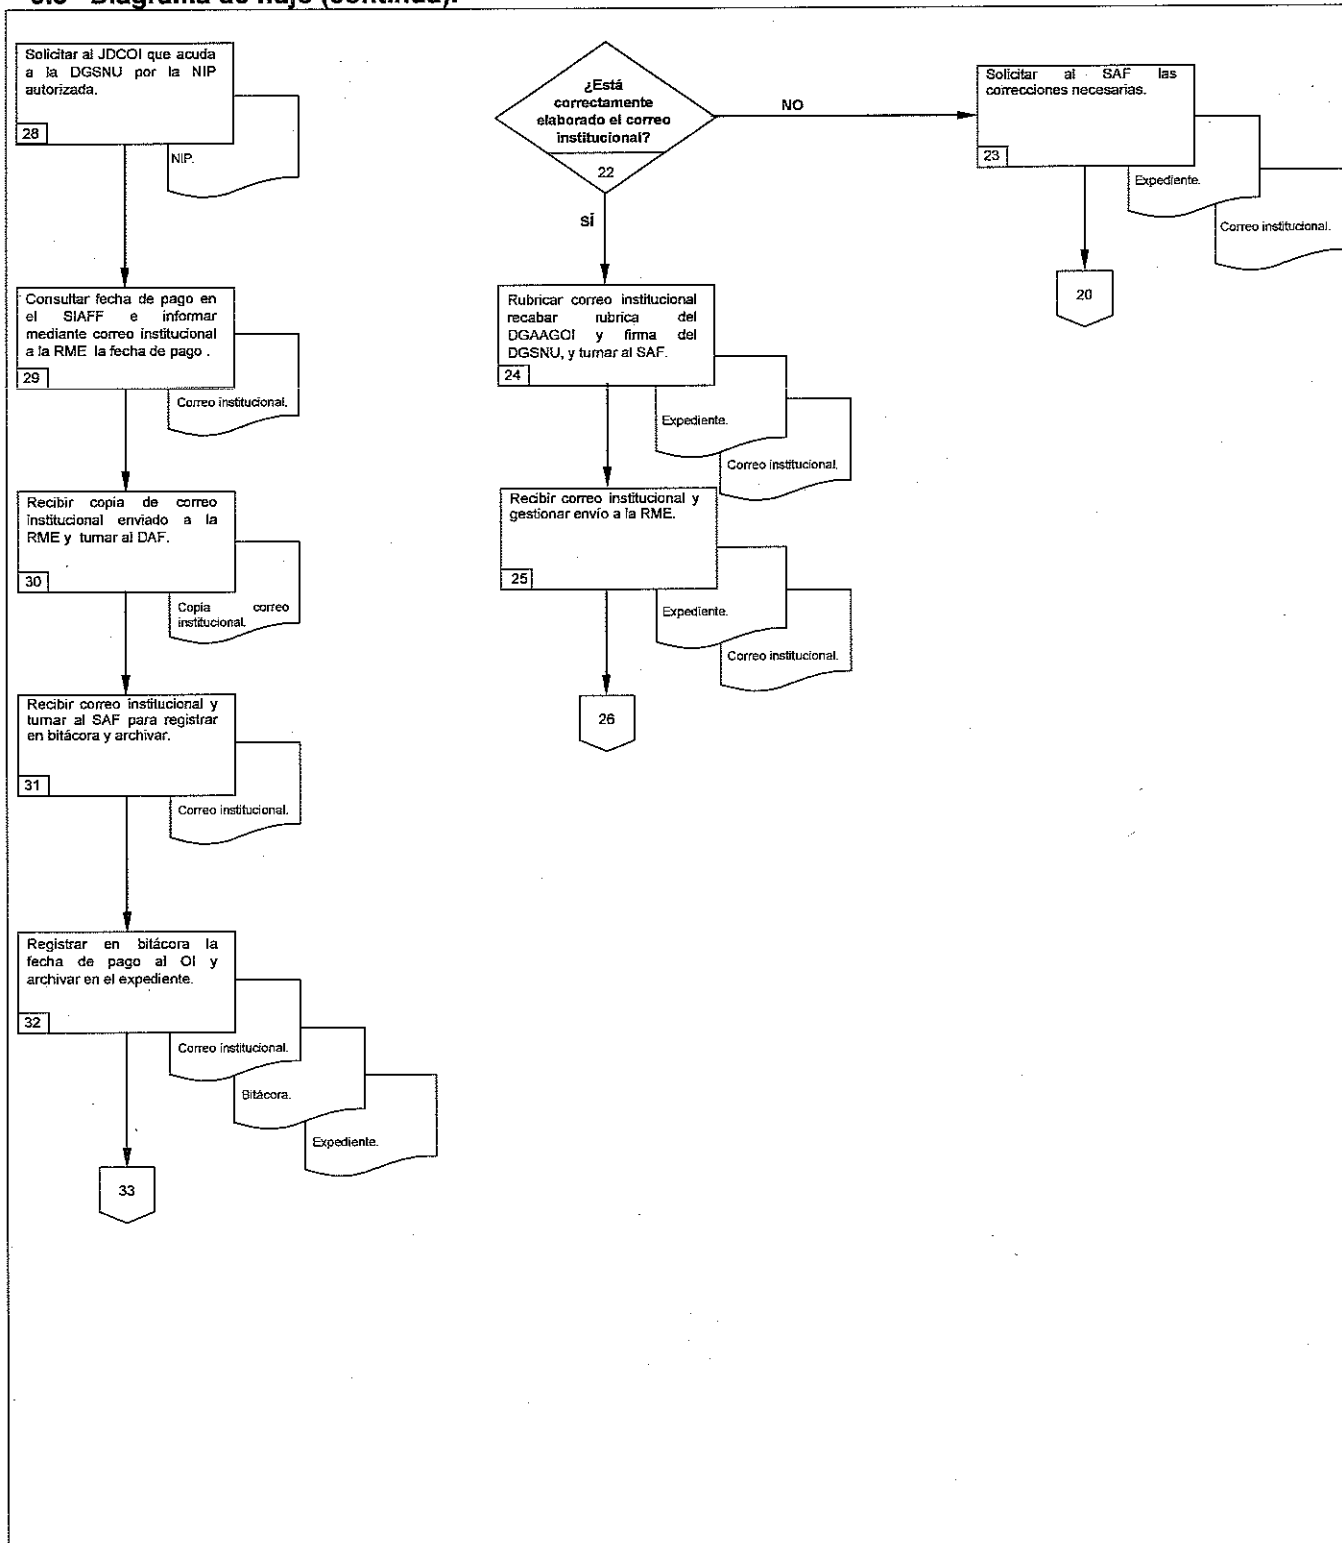 Solicitar al JDCOI que acuda
a la DGSNU por la NIP
autorizada.
28
NIP.
Consultar fecha de pago en
el SIAFF e informar
mediante correo institucional
a la RME la fecha de pago .
29
Correo institucional.
Recibir copia de correo
institucional enviado a la
RME y turnar al DAF.
30
Copia correo
institucional.
Recibir correo institucional y
turnar al SAF para registrar
en bitácora y archivar.
31
Correo institucional.
Registrar en bitácora la
fecha de pago al OI y
archivar en el expediente.
32
Correo institucional.
Bitácora.
Expediente.
33
¿Está
correctamente
elaborado el correo
institucional?
22
NO
SÍ
Rubricar correo institucional
recabar rubrica del
DGAAGOI y firma del
DGSNU, y turnar al SAF.
24
Expediente.
Correo institucional.
Recibir correo institucional y
gestionar envío a la RME.
25
Expediente.
Correo institucional.
26
Solicitar al SAF las
correcciones necesarias.
23
Expediente.
Correo institucional.
20